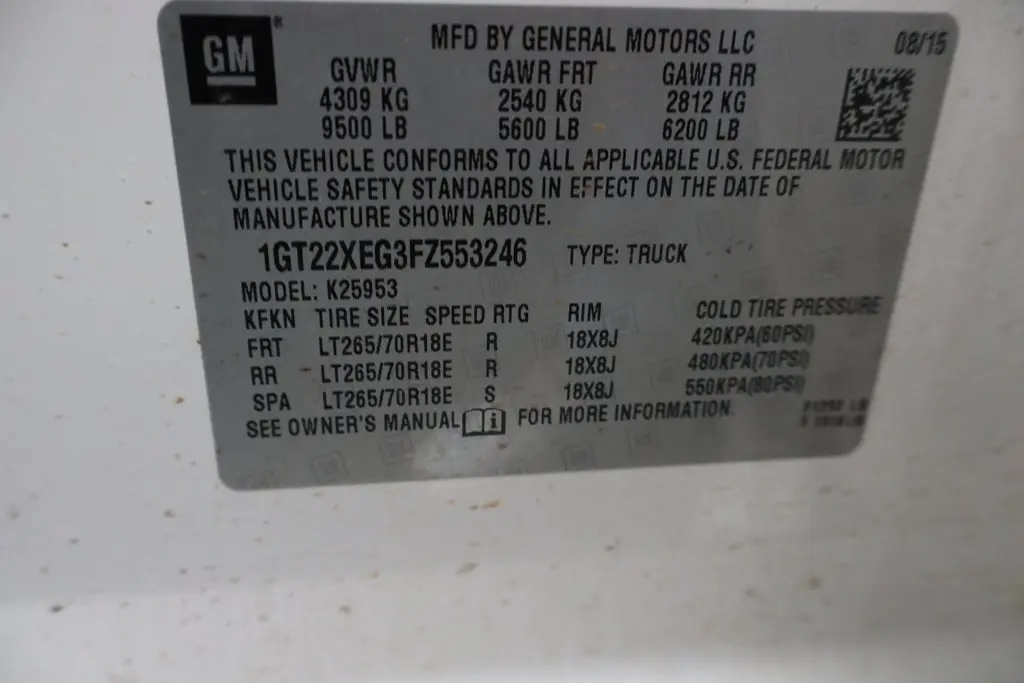 GM
MFD BY GENERAL MOTORS LLC 08/15
GVWR GAWR FRT GAWR RR
4309 KG 2540 KG 2812 KG
9500 LB 5600 LB 6200 LB
THIS VEHICLE CONFORMS TO ALL APPLICABLE U.S. FEDERAL MOTOR
VEHICLE SAFETY STANDARDS IN EFFECT ON THE DATE OF
MANUFACTURE SHOWN ABOVE.
1GT22XEG3FZ553246 TYPE: TRUCK
MODEL: K25953
KFKN TIRE SIZE SPEED RTG RIM COLD TIRE PRESSURE
FRT LT265/70R18E R 18X8J 420KPA(60PSI)
RR LT265/70R18E R 18X8J 480KPA(70PSI)
SPA LT265/70R18E S 18X8J 550KPA(80PSI)
SEE OWNER'S MANUAL FOR MORE INFORMATION.